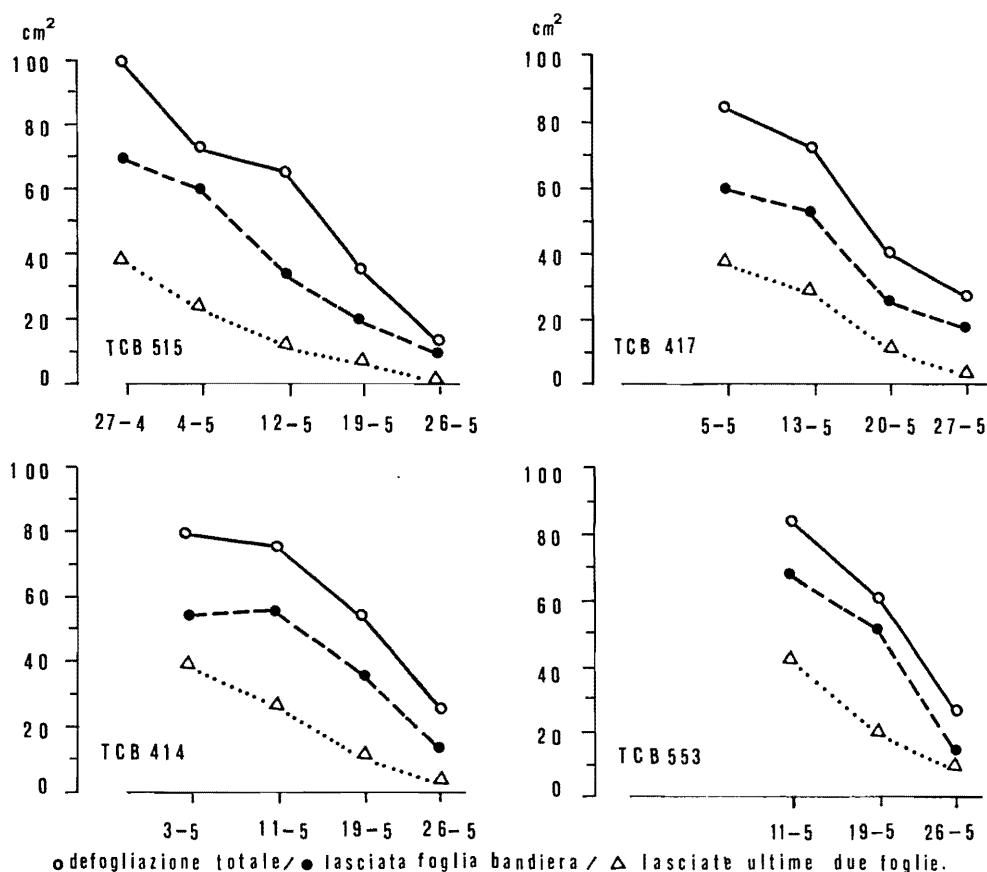 cm²
100
80
60
40
20
0
TCB 515
27-4 4-5 12-5 19-5 26-5
cm²
100
80
60
40
20
0
TCB 417
5-5 13-5 20-5 27-5
100
80
60
40
20
0
TCB 414
3-5 11-5 19-5 26-5
100
80
60
40
20
0
TCB 553
11-5 19-5 26-5
defogliazione totale/ lasciata foglia bandiera/ lasciate ultime due foglie.